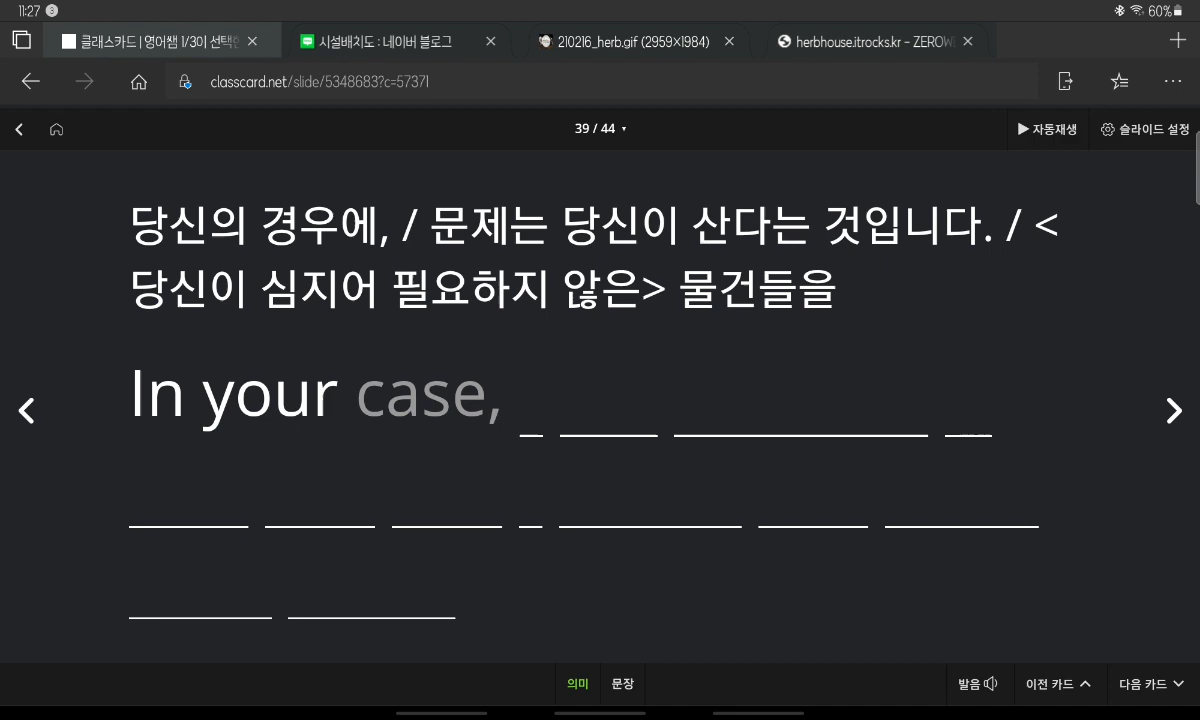 11:27 3 60%
클래스카드 | 영어쌤 1/3이 선택한 시설배치도 : 네이버 블로그 210216_herb.gif (2959×1984) herbhouse.itrocks.kr - ZEROW
classcard.net/slide/5348683?c=57371
39 / 44 자동재생 슬라이드 설정
당신의 경우에, / 문제는 당신이 산다는 것입니다. / <
당신이 심지어 필요하지 않은> 물건들을
In your case,
의미 문장 발음 이전 카드 다음 카드